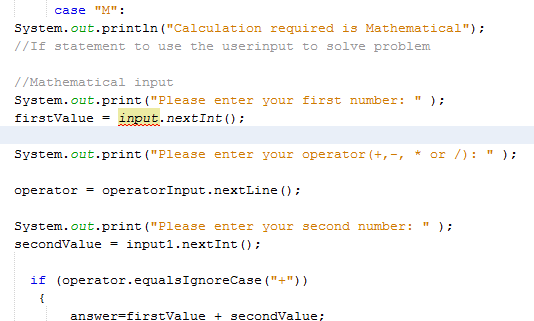 case "M":
System.out.println("Calculation required is Mathematical");
//If statement to use the userinput to solve problem
//Mathematical input
System.out.print("Please enter your first number: " );
firstValue = input.nextInt();
System.out.print("Please enter your operator(+,-, * or /): " );
operator = operatorInput.nextLine();
System.out.print("Please enter your second number: " );
secondValue = input1.nextInt();
if (operator.equalsIgnoreCase("+"))
{
answer=firstValue + secondValue;